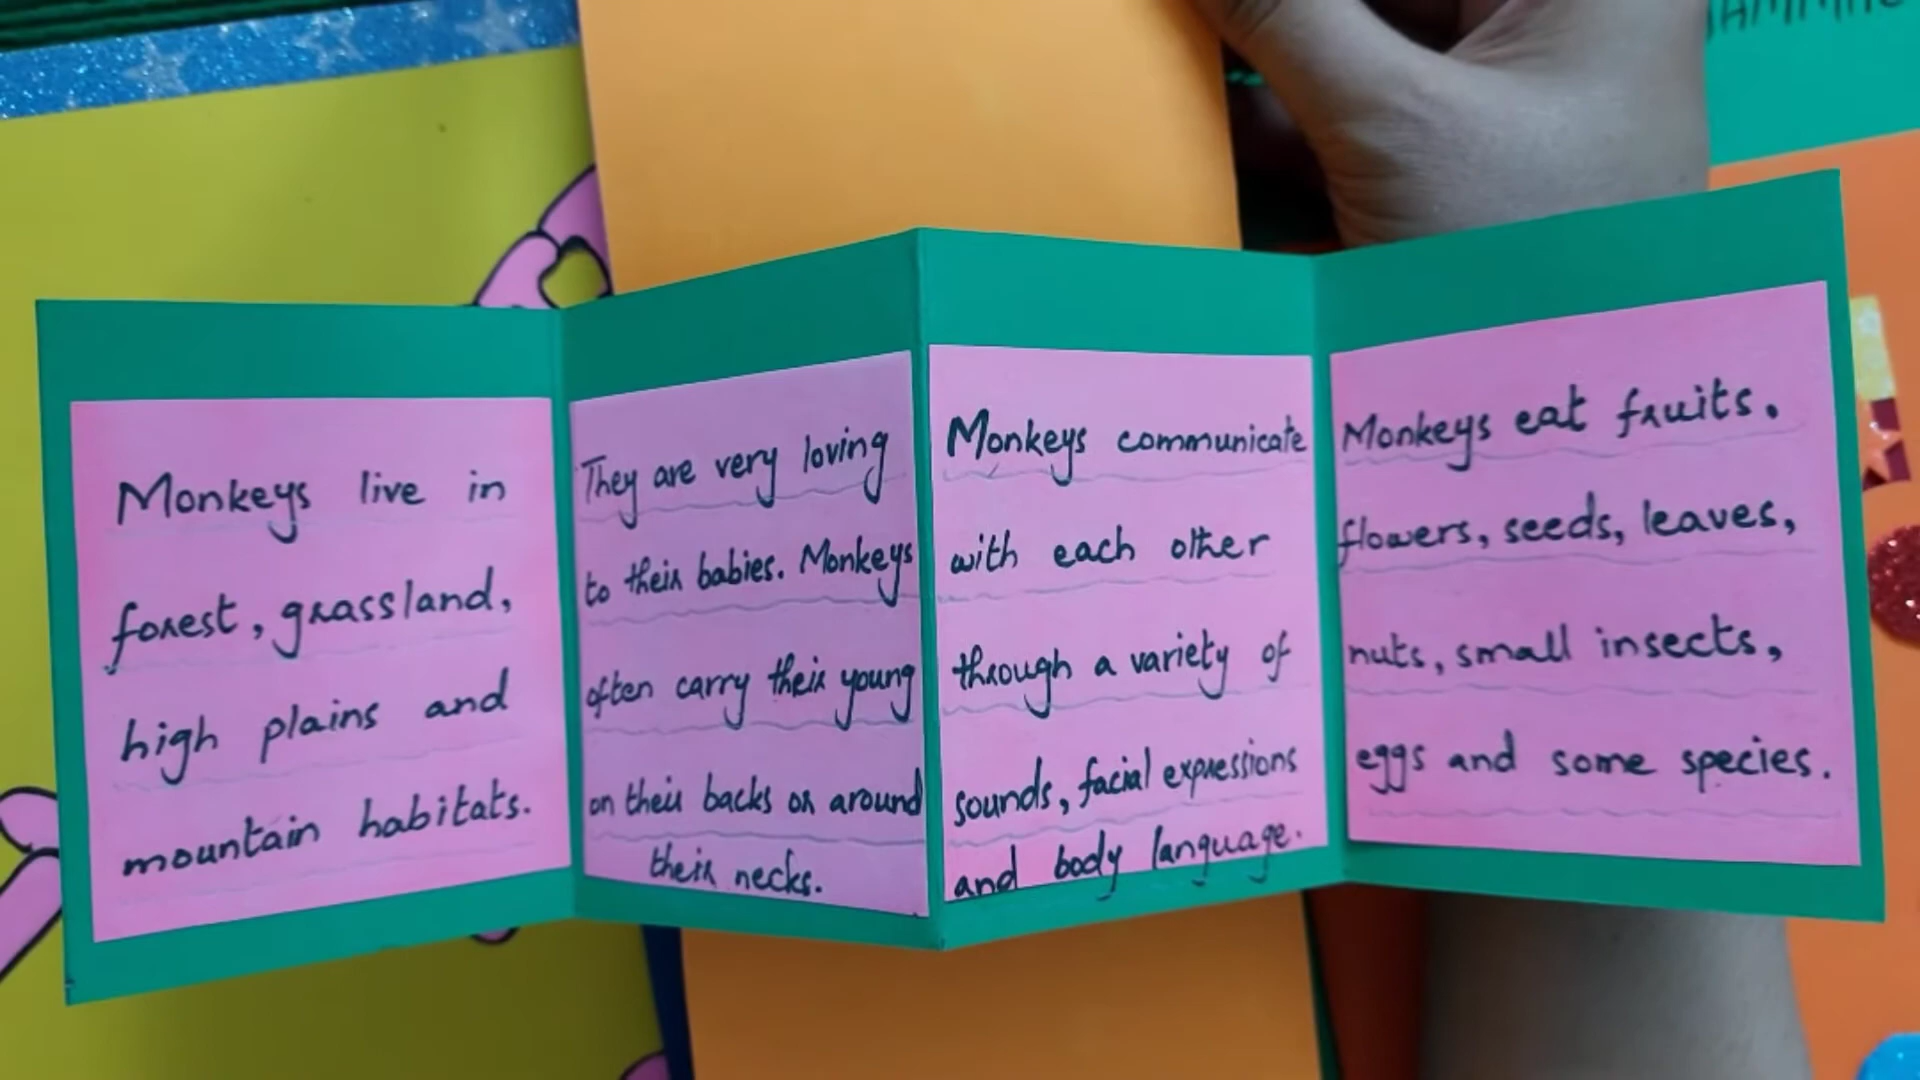 Monkeys live in
forest, grassland,
high plains and
mountain habitats.
They are very loving
to their babies. Monkeys
often carry their young
on their backs or around
their necks.
Monkeys communicate
with each other
through a variety of
sounds, facial expressions
and body language.
Monkeys eat fruits.
flowers, seeds, leaves,
nuts, small insects,
eggs and some species.